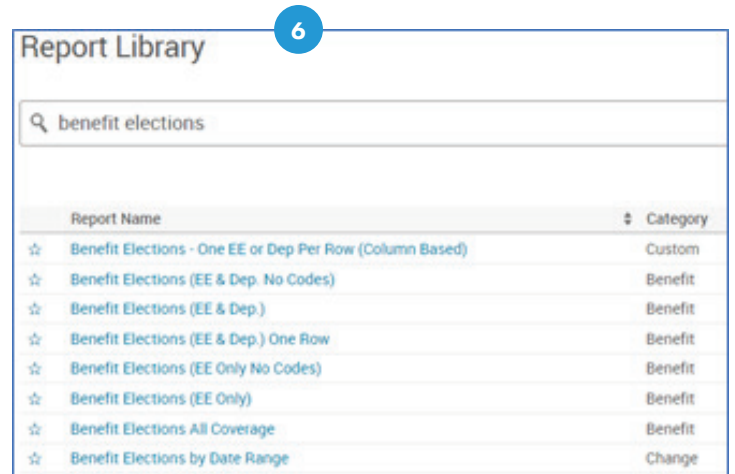 6
Report Library
benefit elections
Report Name Category
Benefit Elections - One EE or Dep Per Row (Column Based) Custom
Benefit Elections (EE & Dep. No Codes) Benefit
Benefit Elections (EE & Dep.) Benefit
Benefit Elections (EE & Dep.) One Row Benefit
Benefit Elections (EE Only No Codes) Benefit
Benefit Elections (EE Only) Benefit
Benefit Elections All Coverage Benefit
Benefit Elections by Date Range Change